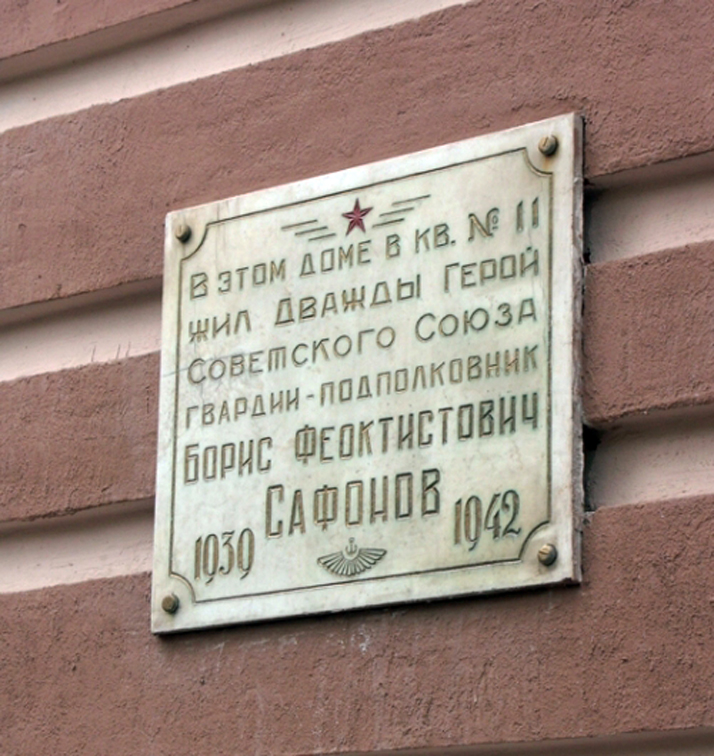 В ЭТОМ ДОМЕ В КВ. № 11
ЖИЛ ДВАЖДЫ ГЕРОЙ
СОВЕТСКОГО СОЮЗА
ГВАРДИИ-ПОДПОЛКОВНИК
БОРИС ФЕОКТИСТОВИЧ
САФОНОВ
1939 1942